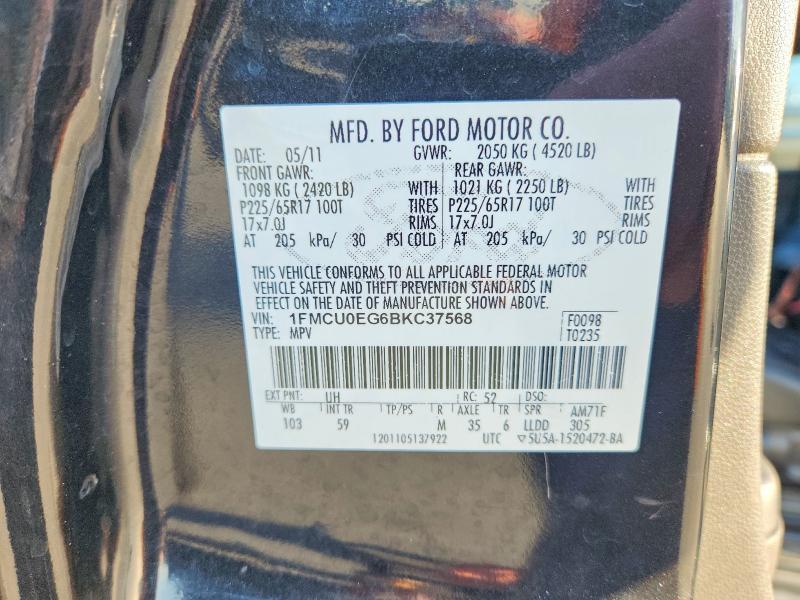 MFD. BY FORD MOTOR CO.
DATE: 05/11 GVWR: 2050 KG ( 4520 LB)
FRONT GAWR: REAR GAWR:
1098 KG ( 2420 LB) WITH 1021 KG ( 2250 LB) WITH
P225/65R17 100T TIRES P225/65R17 100T TIRES
17x7.0J RIMS 17x7.0J RIMS
AT 205 kPa/ 30 PSI COLD AT 205 kPa/ 30 PSI COLD
THIS VEHICLE CONFORMS TO ALL APPLICABLE FEDERAL MOTOR
VEHICLE SAFETY AND THEFT PREVENTION STANDARDS IN
EFFECT ON THE DATE OF MANUFACTURE SHOWN ABOVE.
VIN: 1FMCU0EG6BKC37568 F0098
TYPE: MPV T0235
EXT PNT: UH RC: 52 DSO:
WB INT TR TP/PS R AXLE TR SPR AM71F
103 59 M 35 6 LLDD 305
1201105137922 UTC ▽5U5A-1520472-BA